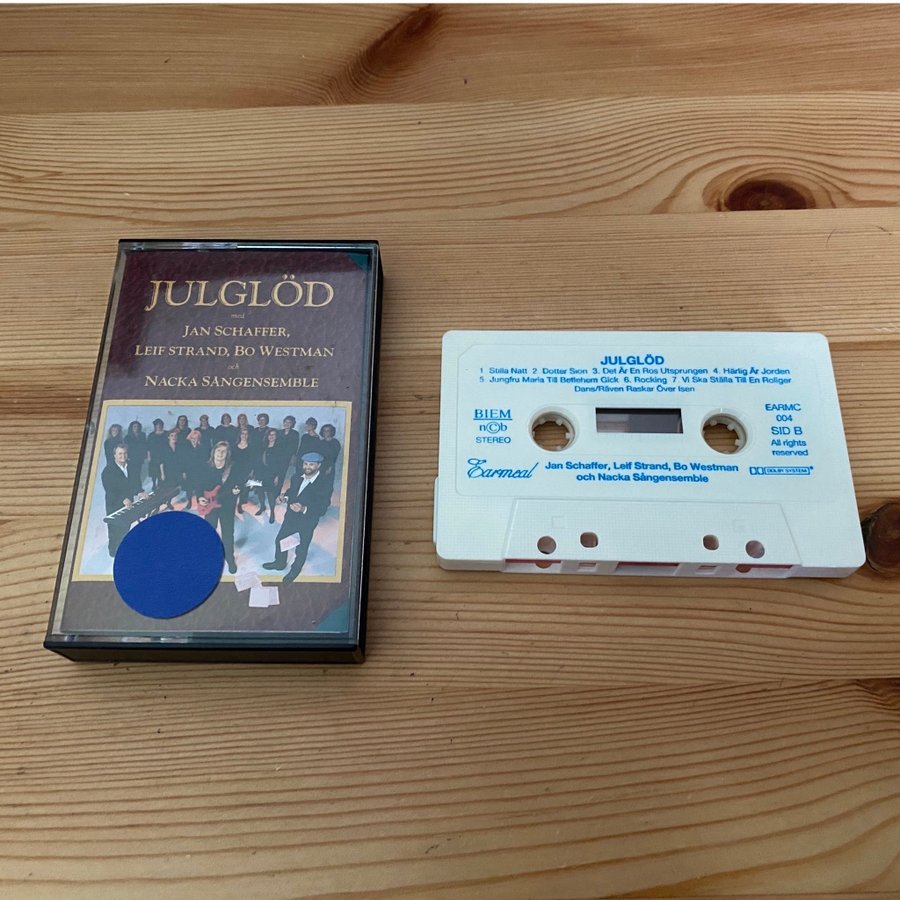 JULGLÖD
med
JAN SCHAFFER,
LEIF STRAND, BO WESTMAN
och
NACKA SÅNGENSEMBLE
JULGLÖD
1 Stilla Natt 2. Dotter Sion 3. Det Är En Ros Utsprungen 4. Härlig Är Jorden
5 Jungfru Maria Till Betlehem Gick 6. Rocking 7. Vi Ska Ställa Till En Roliger
Dans/Räven Raskar Över Isen
BIEM
n©b
STEREO
EARMC
004
SID B
All rights
reserved
Earmeal
Jan Schaffer, Leif Strand, Bo Westman
och Nacka Sångensemble
DOLBY SYSTEM